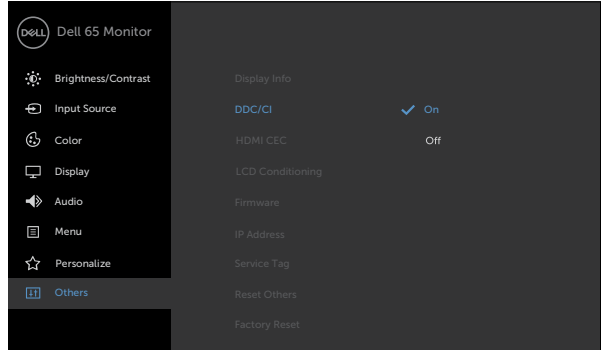 DELL Dell 65 Monitor
Brightness/Contrast
Input Source
Color
Display
Audio
Menu
Personalize
Others
Display Info
DDC/CI On
HDMI CEC Off
LCD Conditioning
Firmware
IP Address
Service Tag
Reset Others
Factory Reset